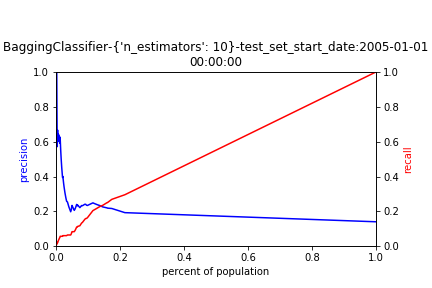 BaggingClassifier-{'n_estimators': 10}-test_set_start_date:2005-01-01
00:00:00
1.0
1.0
0.8
0.8
0.6
0.6
precision
recall
0.4
0.4
0.2
0.2
0.0
0.0
0.0 0.2 0.4 0.6 0.8 1.0
percent of population